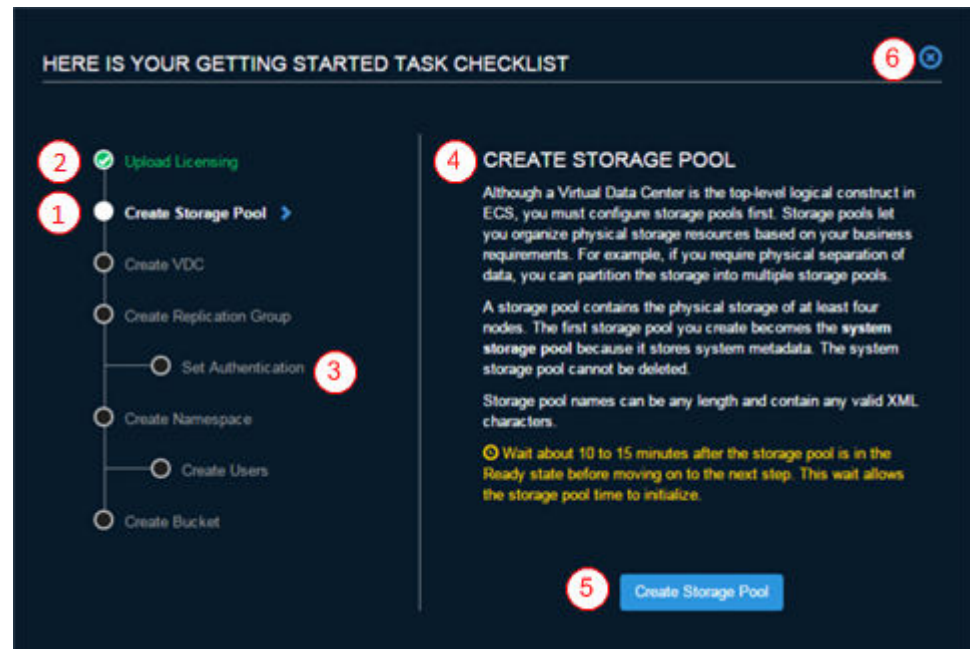 HERE IS YOUR GETTING STARTED TASK CHECKLIST
6
2
Upload Licensing
1
Create Storage Pool
Create VDC
Create Replication Group
Set Authentication
3
Create Namespace
Create Users
Create Bucket
4
CREATE STORAGE POOL
Although a Virtual Data Center is the top-level logical construct in
ECS, you must configure storage pools first. Storage pools let
you organize physical storage resources based on your business
requirements. For example, if you require physical separation of
data, you can partition the storage into multiple storage pools.
A storage pool contains the physical storage of at least four
nodes. The first storage pool you create becomes the system
storage pool because it stores system metadata. The system
storage pool cannot be deleted.
Storage pool names can be any length and contain any valid XML
characters.
Wait about 10 to 15 minutes after the storage pool is in the
Ready state before moving on to the next step. This wait allows
the storage pool time to initialize.
5
Create Storage Pool